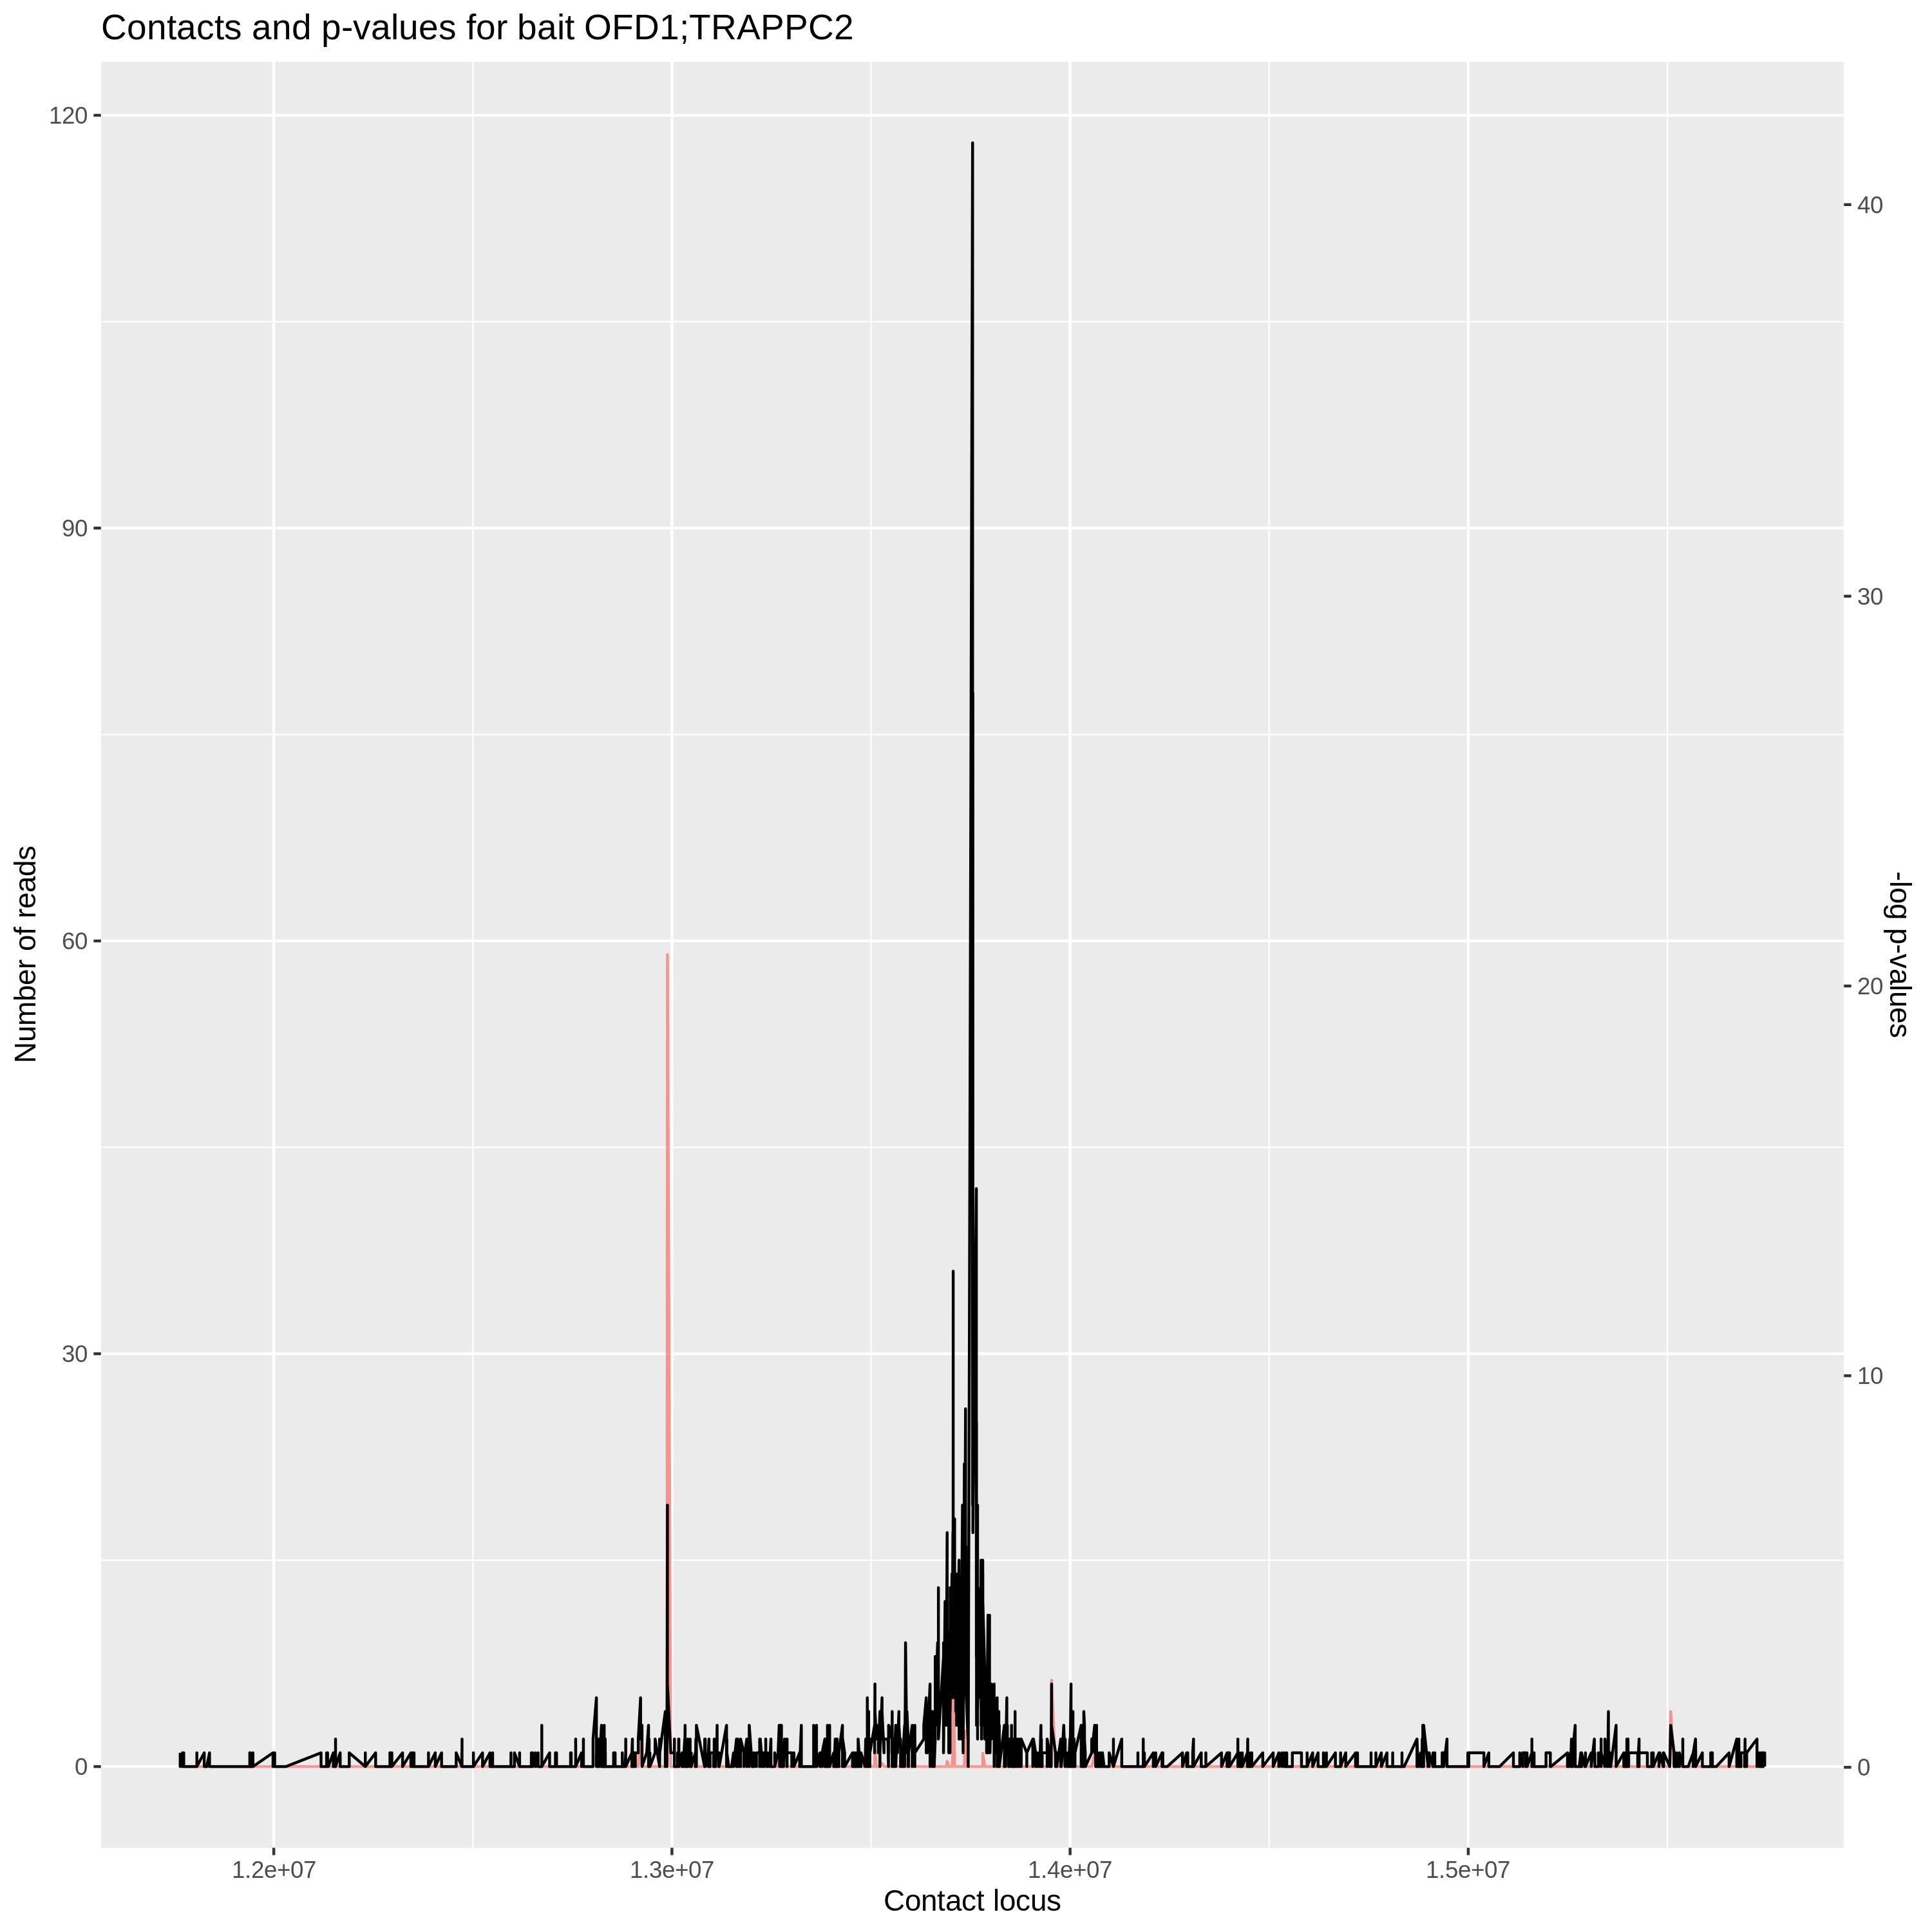 Contacts and p-values for bait OFD1;TRAPPC2
120
90
60
30
0
Number of reads
40
30
20
10
0
-log p-values
1.2e+07
1.3e+07
1.4e+07
1.5e+07
Contact locus